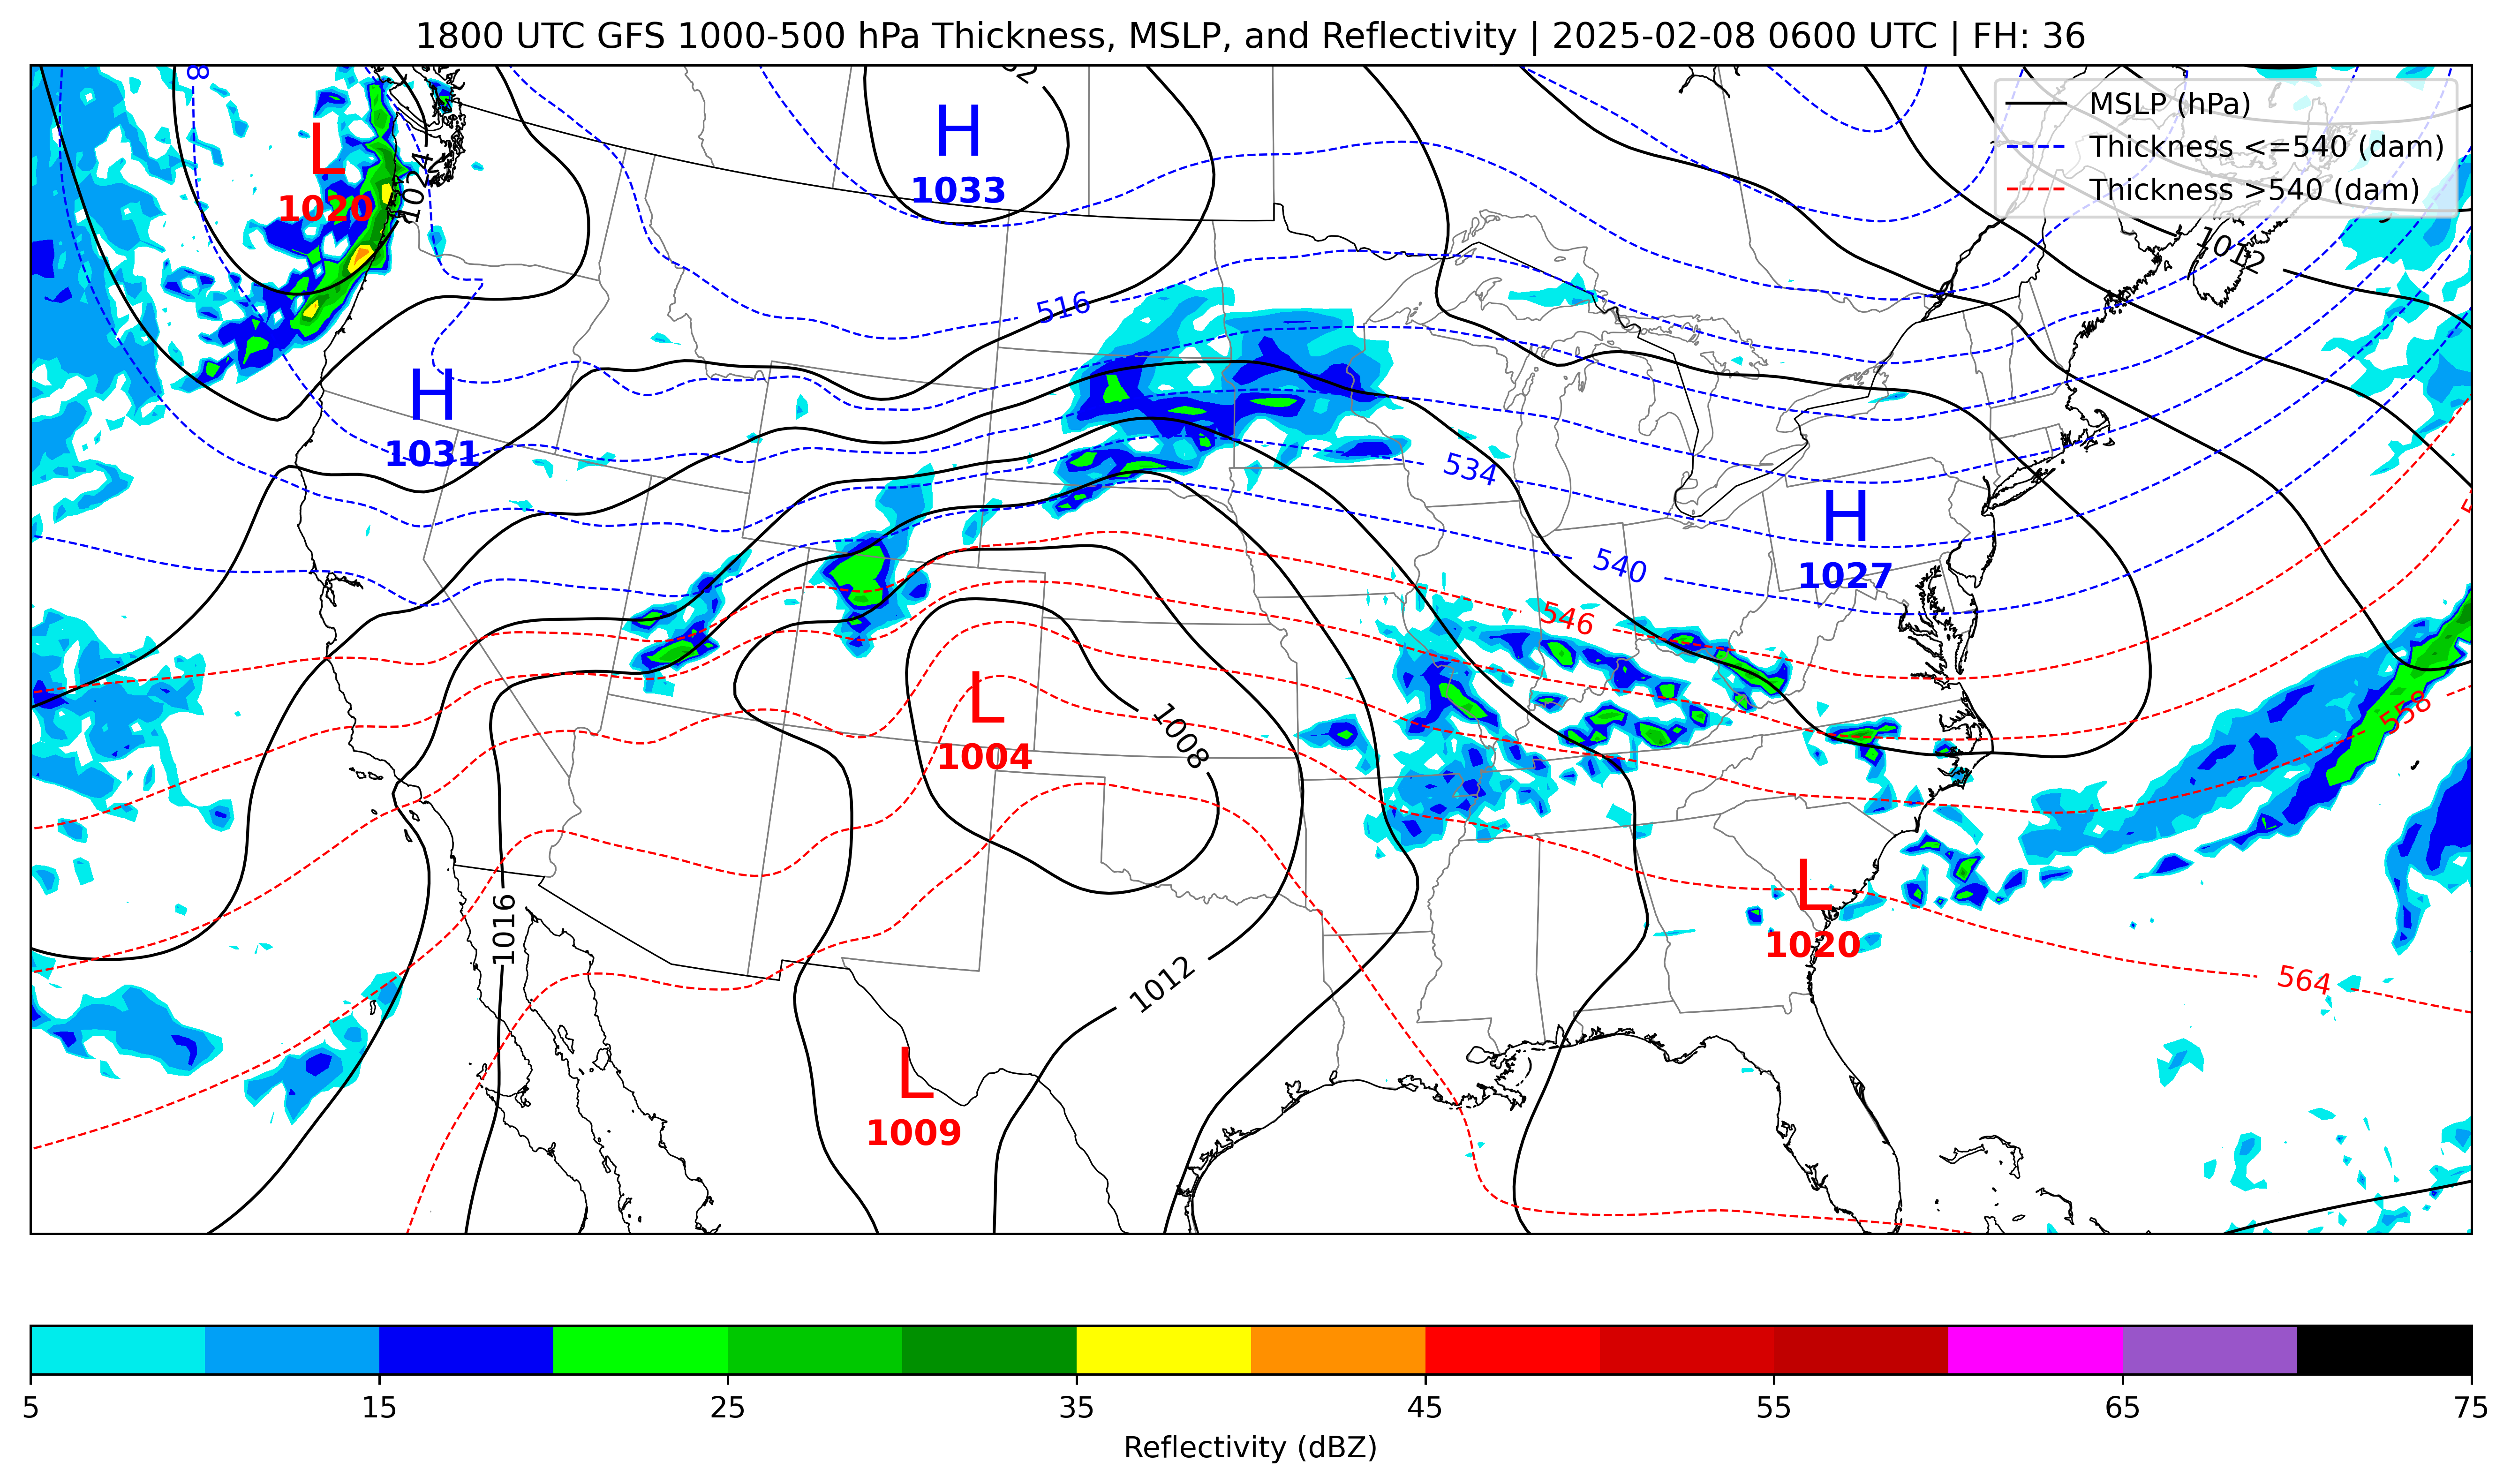 1800 UTC GFS 1000-500 hPa Thickness, MSLP, and Reflectivity | 2025-02-08 0600 UTC | FH: 36
MSLP (hPa)
Thickness <=540 (dam)
Thickness >540 (dam)
H
1033
L
1020
1024
1012
516
H
1031
534
H
1027
540
546
L
1004
1008
558
L
1020
1016
1012
564
L
1009
5
15
25
35
45
55
65
75
Reflectivity (dBZ)